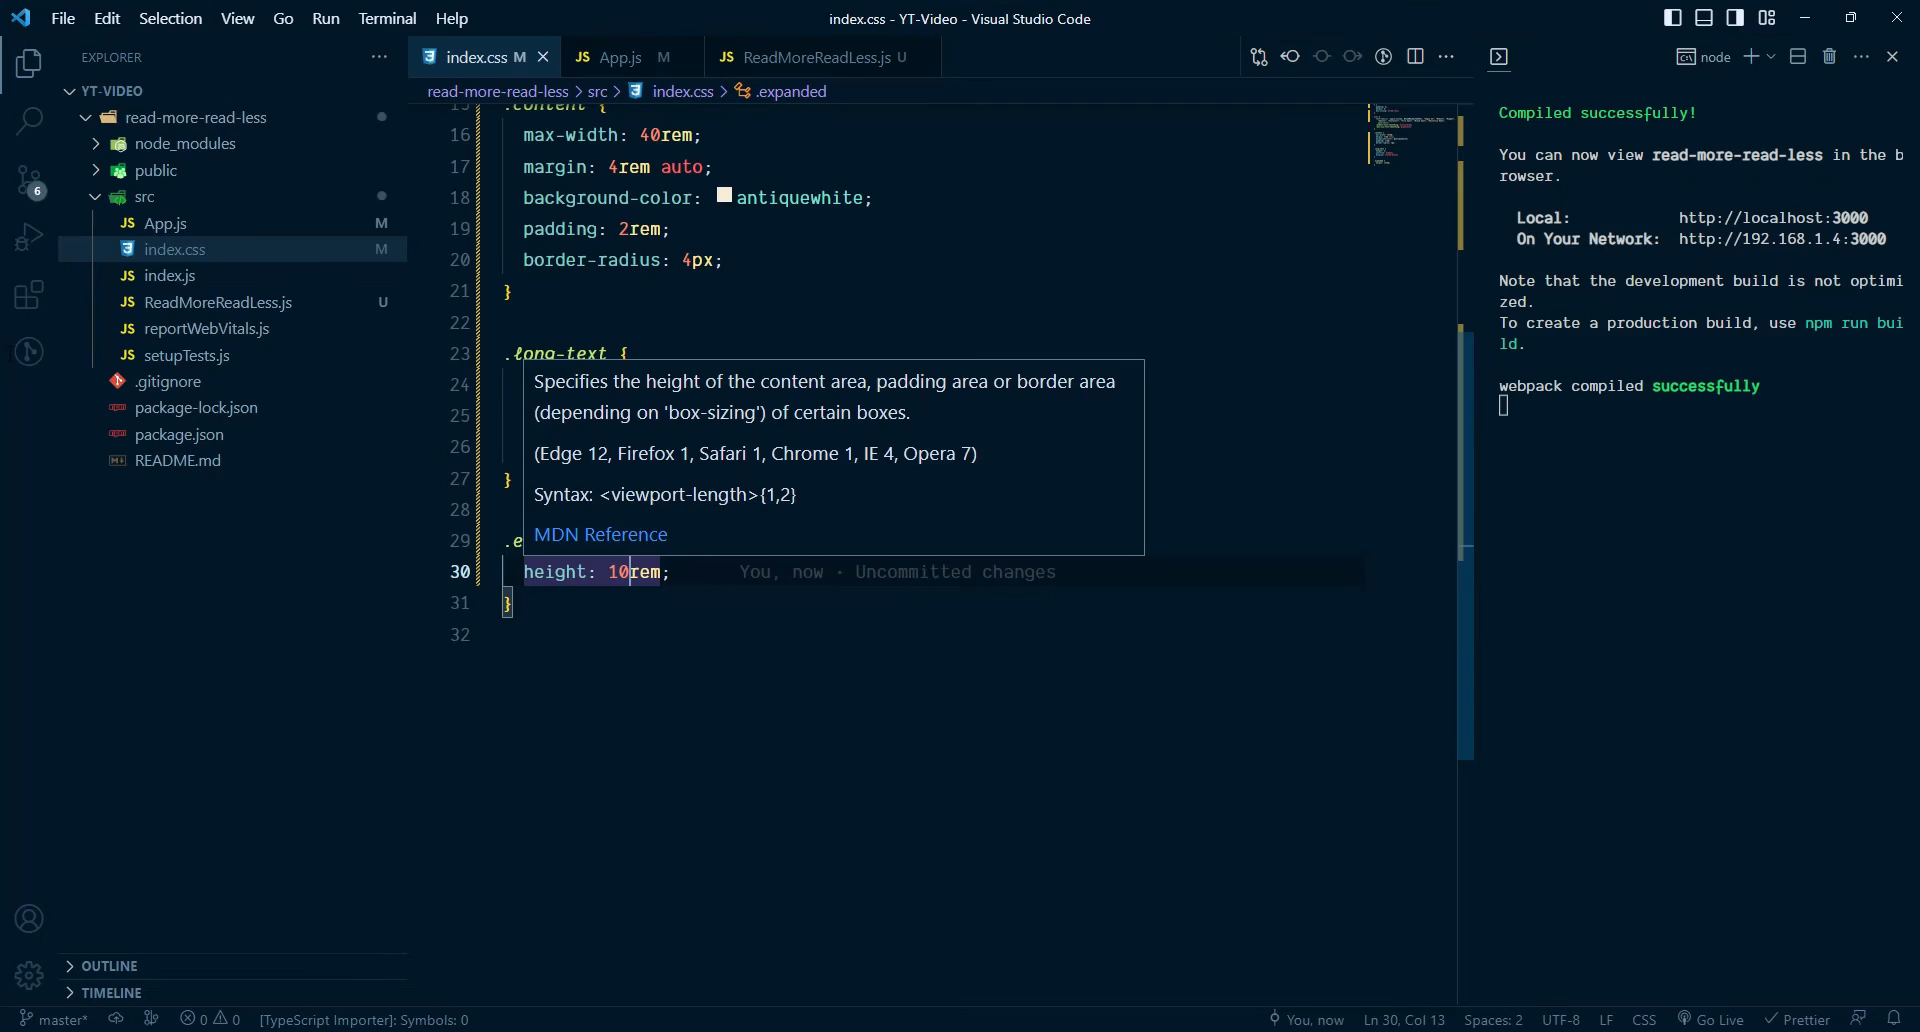 File Edit Selection View Go Run Terminal Help
index.css - YT-Video - Visual Studio Code
EXPLORER
YT-VIDEO
read-more-read-less
node_modules
public
src
JS App.js M
index.css M
JS index.js
JS ReadMoreReadLess.js U
JS reportWebVitals.js
JS setupTests.js
.gitignore
package-lock.json
package.json
README.md
6
OUTLINE
TIMELINE
index.css M
JS App.js M
JS ReadMoreReadLess.js U
read-more-read-less > src > index.css > .expanded
15 .content {
16 max-width: 40rem;
17 margin: 4rem auto;
18 background-color: antiquewhite;
19 padding: 2rem;
20 border-radius: 4px;
21 }
22
23 .long-text {
24
25
26
27 }
28
29 .e
30 height: 10rem; You, now • Uncommitted changes
31 }
32
Specifies the height of the content area, padding area or border area
(depending on 'box-sizing') of certain boxes.
(Edge 12, Firefox 1, Safari 1, Chrome 1, IE 4, Opera 7)
Syntax: <viewport-length>{1,2}
MDN Reference
node
Compiled successfully!
You can now view read-more-read-less in the b
rowser.
Local: http://localhost:3000
On Your Network: http://192.168.1.4:3000
Note that the development build is not optimi
zed.
To create a production build, use npm run bui
ld.
webpack compiled successfully
master* 0 0 [TypeScript Importer]: Symbols: 0
You, now Ln 30, Col 13 Spaces: 2 UTF-8 LF CSS Go Live Prettier